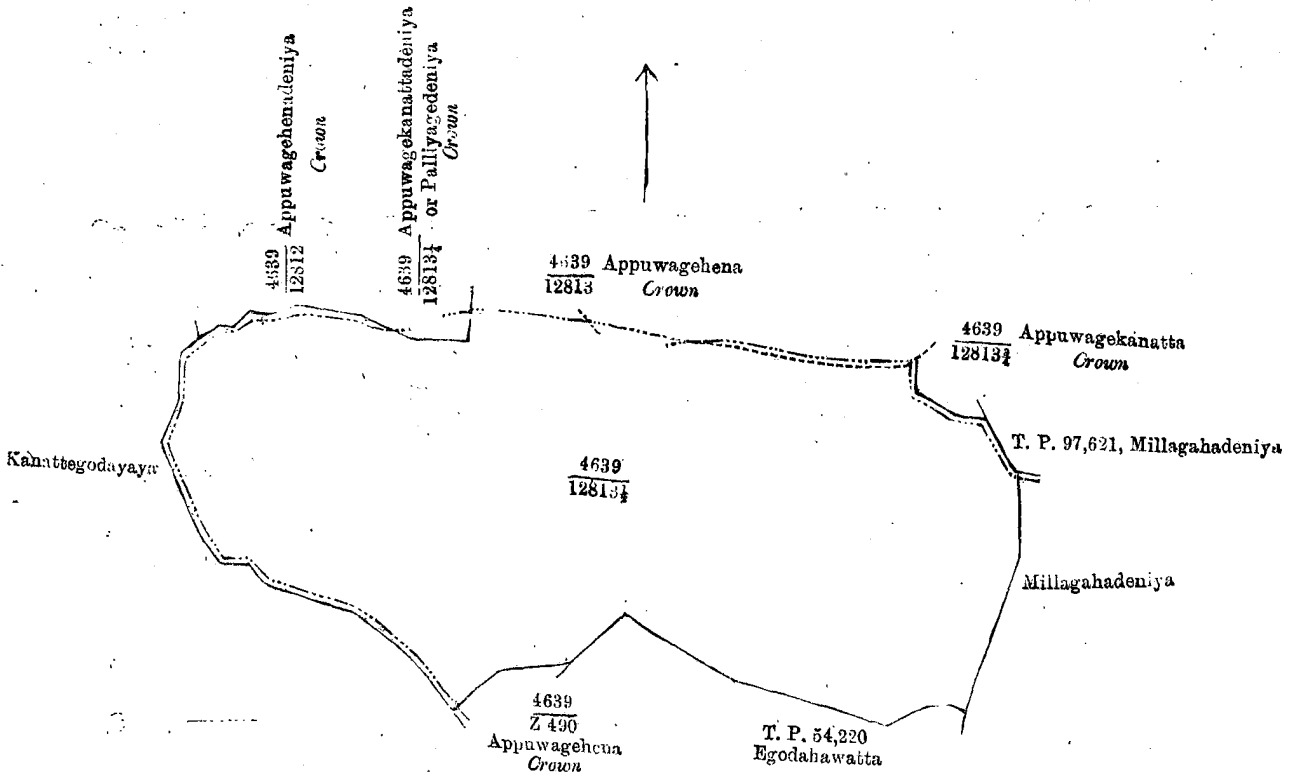 4639 Appuwagehenadeniya
12812
Crown
4639 Appuwagekanattadeniya
12813¼ or Palliyagedeniya
Crown
4639 Appuwagehena
12813 Crown
4639 Appuwagekanatta
12813¾ Crown
T. P. 97,621, Millagahadeniya
Kanattegodayaya
4639
12813½
Millagahadeniya
4639
Z 490
Appuwagehena
Crown
T. P. 54,220
Egodahawatta